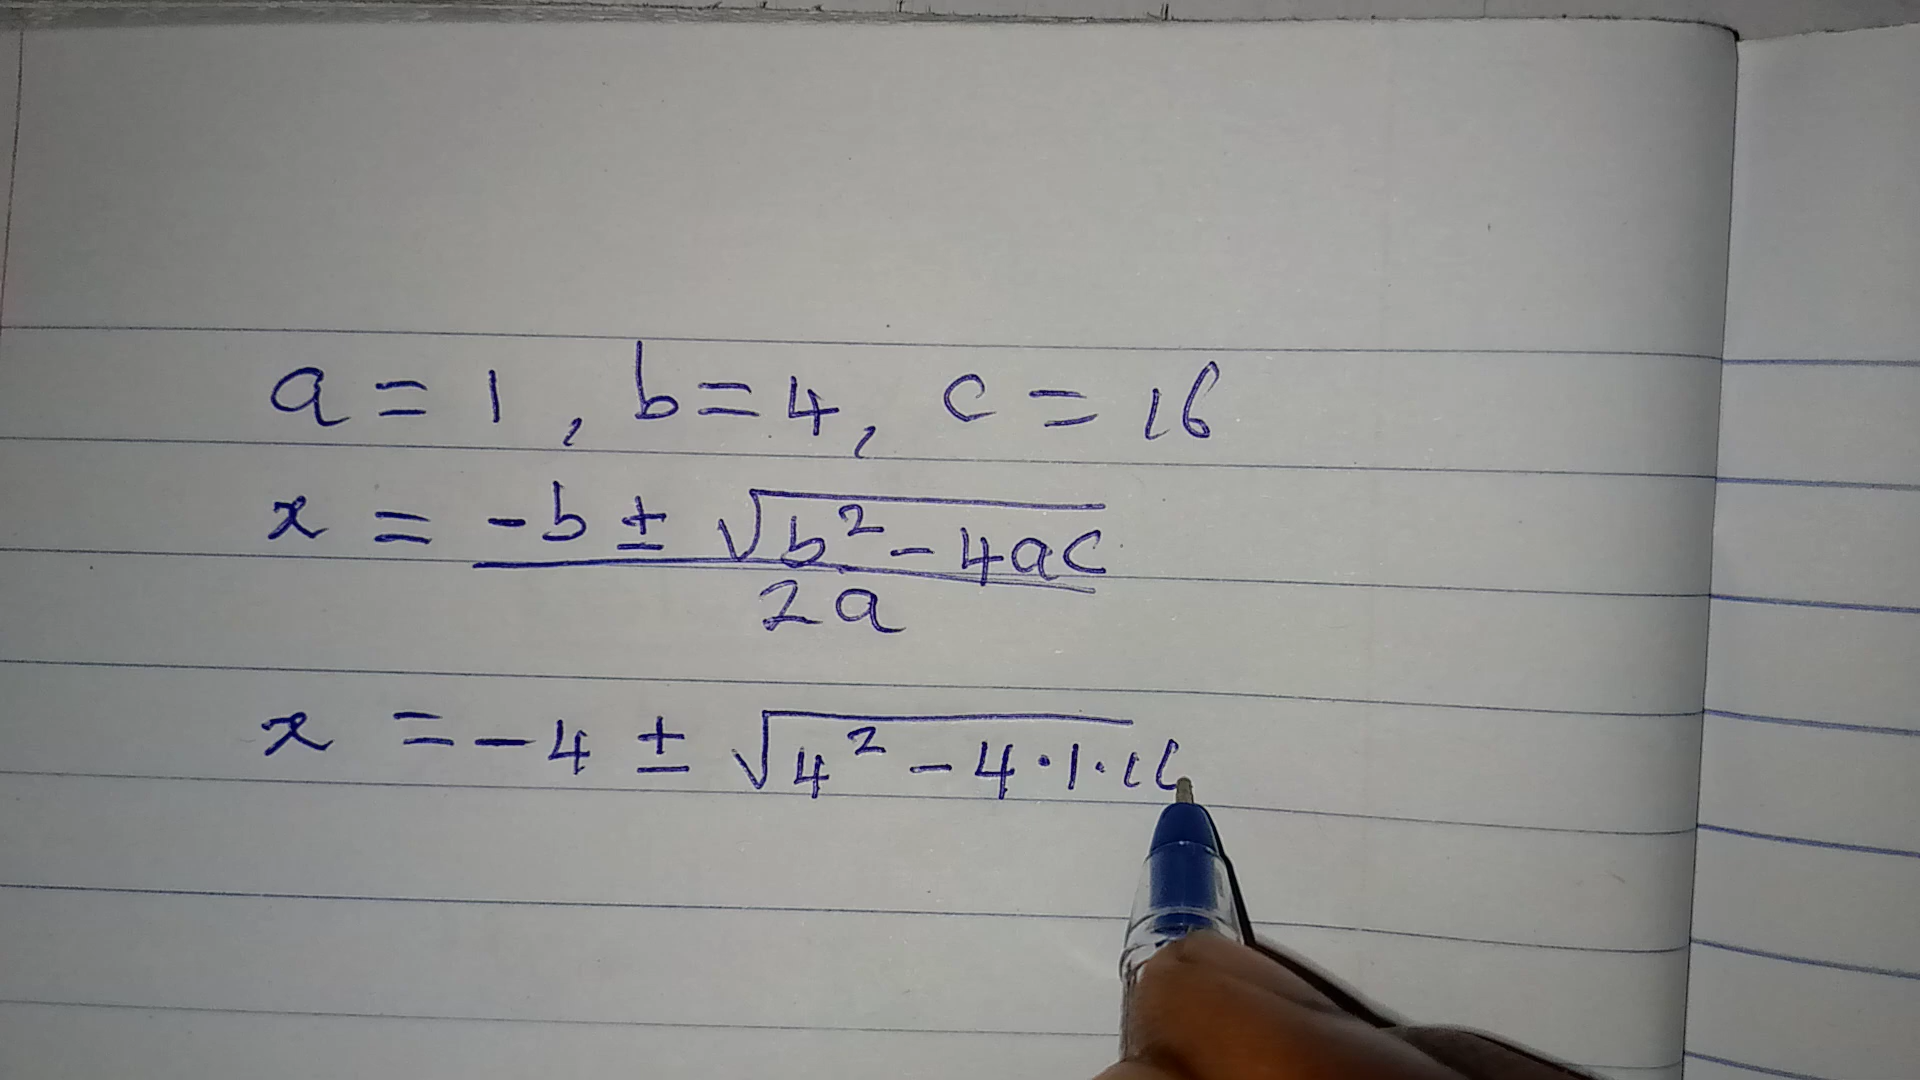 a = 1, b = 4, c = 16
x = -b ± √b² - 4ac
2a
x = -4 ± √4² - 4·1·16